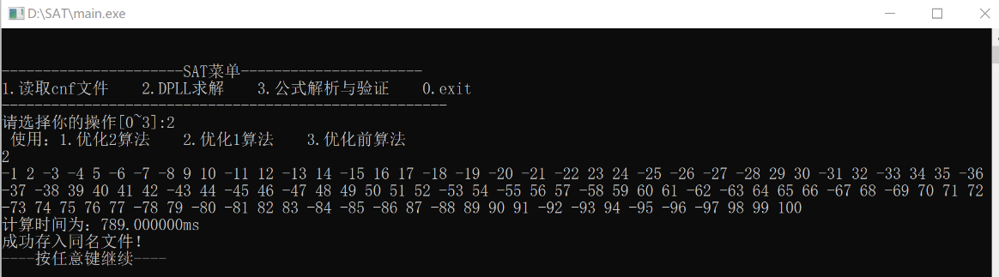 D:\SAT\main.exe
----------------------SAT菜单----------------------
1.读取cnf文件    2.DPLL求解    3.公式解析与验证    0.exit
------------------------------------------------------
请选择你的操作[0~3]:2
 使用：1.优化2算法    2.优化1算法    3.优化前算法
2
-1 2 -3 -4 5 -6 -7 -8 9 10 -11 12 -13 14 -15 16 17 -18 -19 -20 -21 -22 23 24 -25 -26 -27 -28 29 30 -31 32 -33 34 35 -36
-37 -38 39 40 41 42 -43 44 -45 46 -47 48 49 50 51 52 -53 54 -55 56 57 -58 59 60 61 -62 -63 64 65 66 -67 68 -69 70 71 72
-73 74 75 76 77 -78 79 -80 -81 82 83 -84 -85 -86 87 -88 89 90 91 -92 -93 94 -95 -96 -97 98 99 100
计算时间为：789.000000ms
成功存入同名文件！
----按任意键继续----